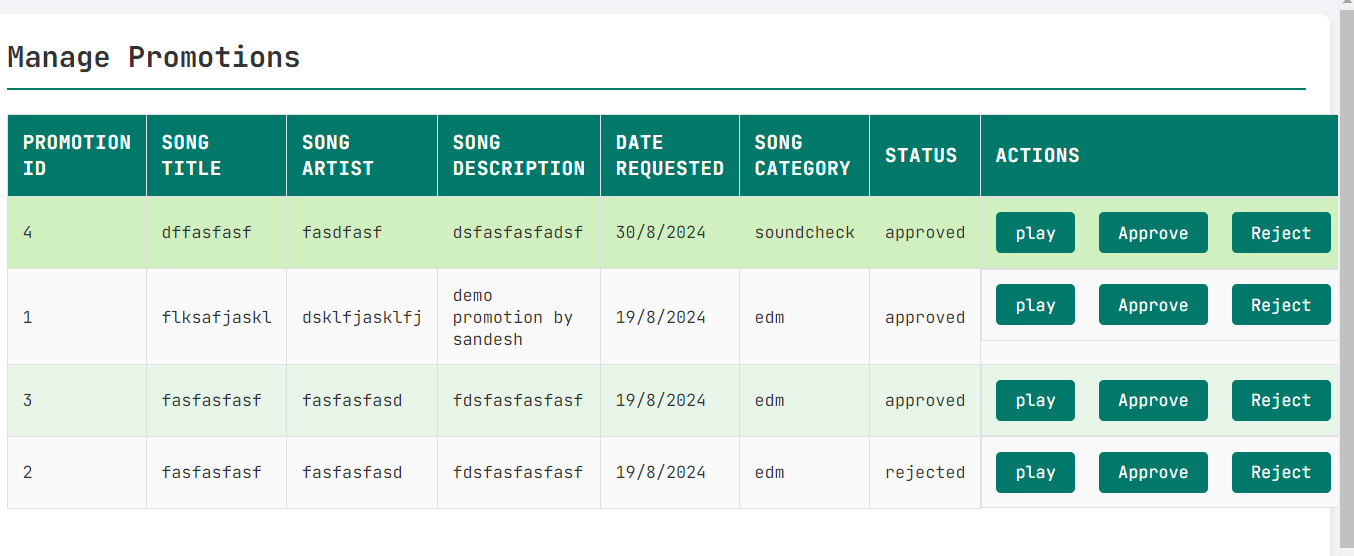 Manage Promotions
PROMOTION ID SONG TITLE SONG ARTIST SONG DESCRIPTION DATE REQUESTED SONG CATEGORY STATUS ACTIONS
4 dffasfasf fasdfasf dsfasfasfadsf 30/8/2024 soundcheck approved play Approve Reject
1 flksafjaskl dsklfjasklfj demo promotion by sandesh 19/8/2024 edm approved play Approve Reject
3 fasfasfasf fasfasfasd fdsfasfasfasf 19/8/2024 edm approved play Approve Reject
2 fasfasfasf fasfasfasd fdsfasfasfasf 19/8/2024 edm rejected play Approve Reject